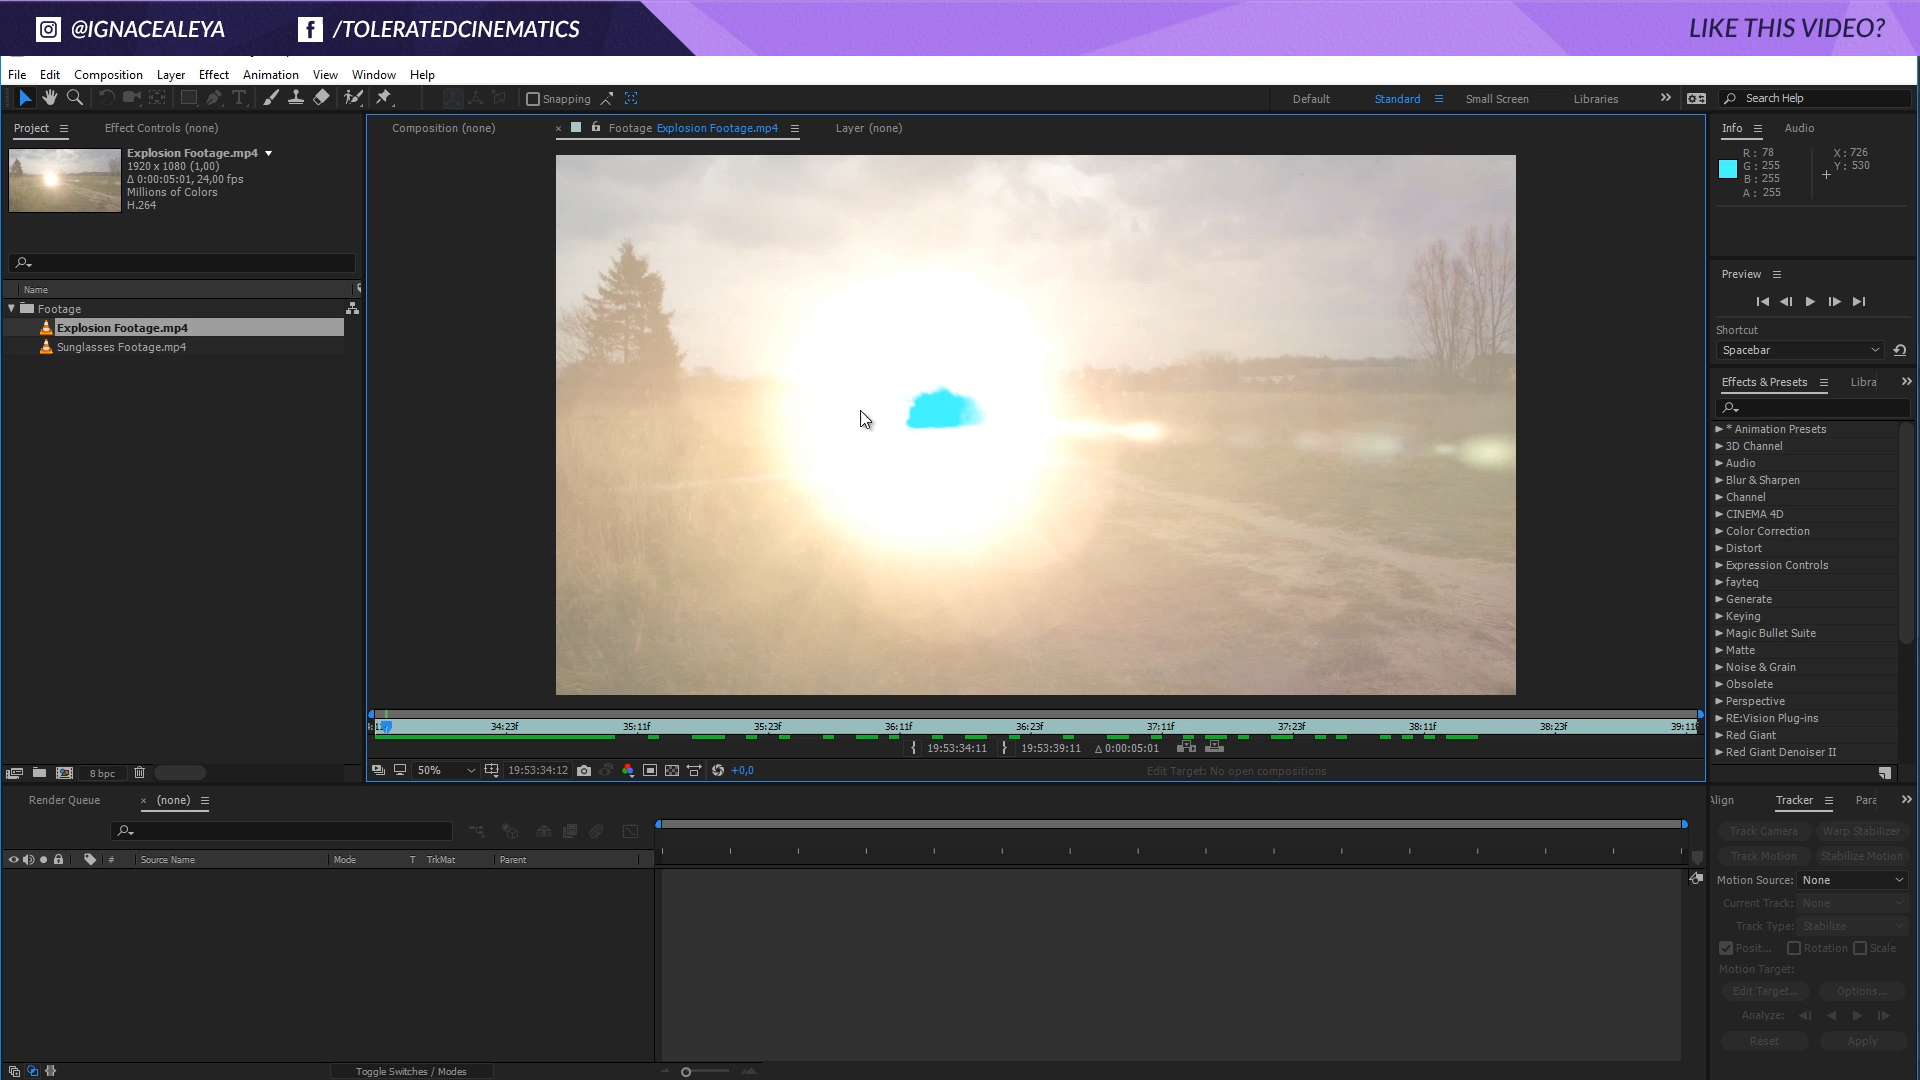 @IGNACEALEYA
/TOLERATEDCINEMATICS
LIKE THIS VIDEO?
File Edit Composition Layer Effect Animation View Window Help
Snapping
Default Standard Small Screen Libraries
Search Help
Project Effect Controls (none)
Explosion Footage.mp4
1920 x 1080 (1,00)
Δ 0:00:05:01, 24,00 fps
Millions of Colors
H.264
Name
Footage
Explosion Footage.mp4
Sunglasses Footage.mp4
8 bpc
Composition (none)
Footage Explosion Footage.mp4
Layer (none)
34:23f 35:11f 35:23f 36:11f 36:23f 37:11f 37:23f 38:11f 38:23f 39:11f
19:53:34:11 19:53:39:11 Δ 0:00:05:01
50% 19:53:34:12 +0,0
Edit Target: No open compositions
Info Audio
R: 78 X: 726
G: 255 Y: 530
B: 255
A: 255
Preview
Shortcut
Spacebar
Effects & Presets Libra
* Animation Presets
3D Channel
Audio
Blur & Sharpen
Channel
CINEMA 4D
Color Correction
Distort
Expression Controls
fayteq
Generate
Keying
Magic Bullet Suite
Matte
Noise & Grain
Obsolete
Perspective
RE:Vision Plug-ins
Red Giant
Red Giant Denoiser II
Render Queue (none)
# Source Name Mode T TrkMat Parent
Toggle Switches / Modes
Align Tracker Para
Track Camera Warp Stabilizer
Track Motion Stabilize Motion
Motion Source: None
Current Track: None
Track Type: Stabilize
Posit... Rotation Scale
Motion Target:
Edit Target... Options...
Analyze:
Reset Apply